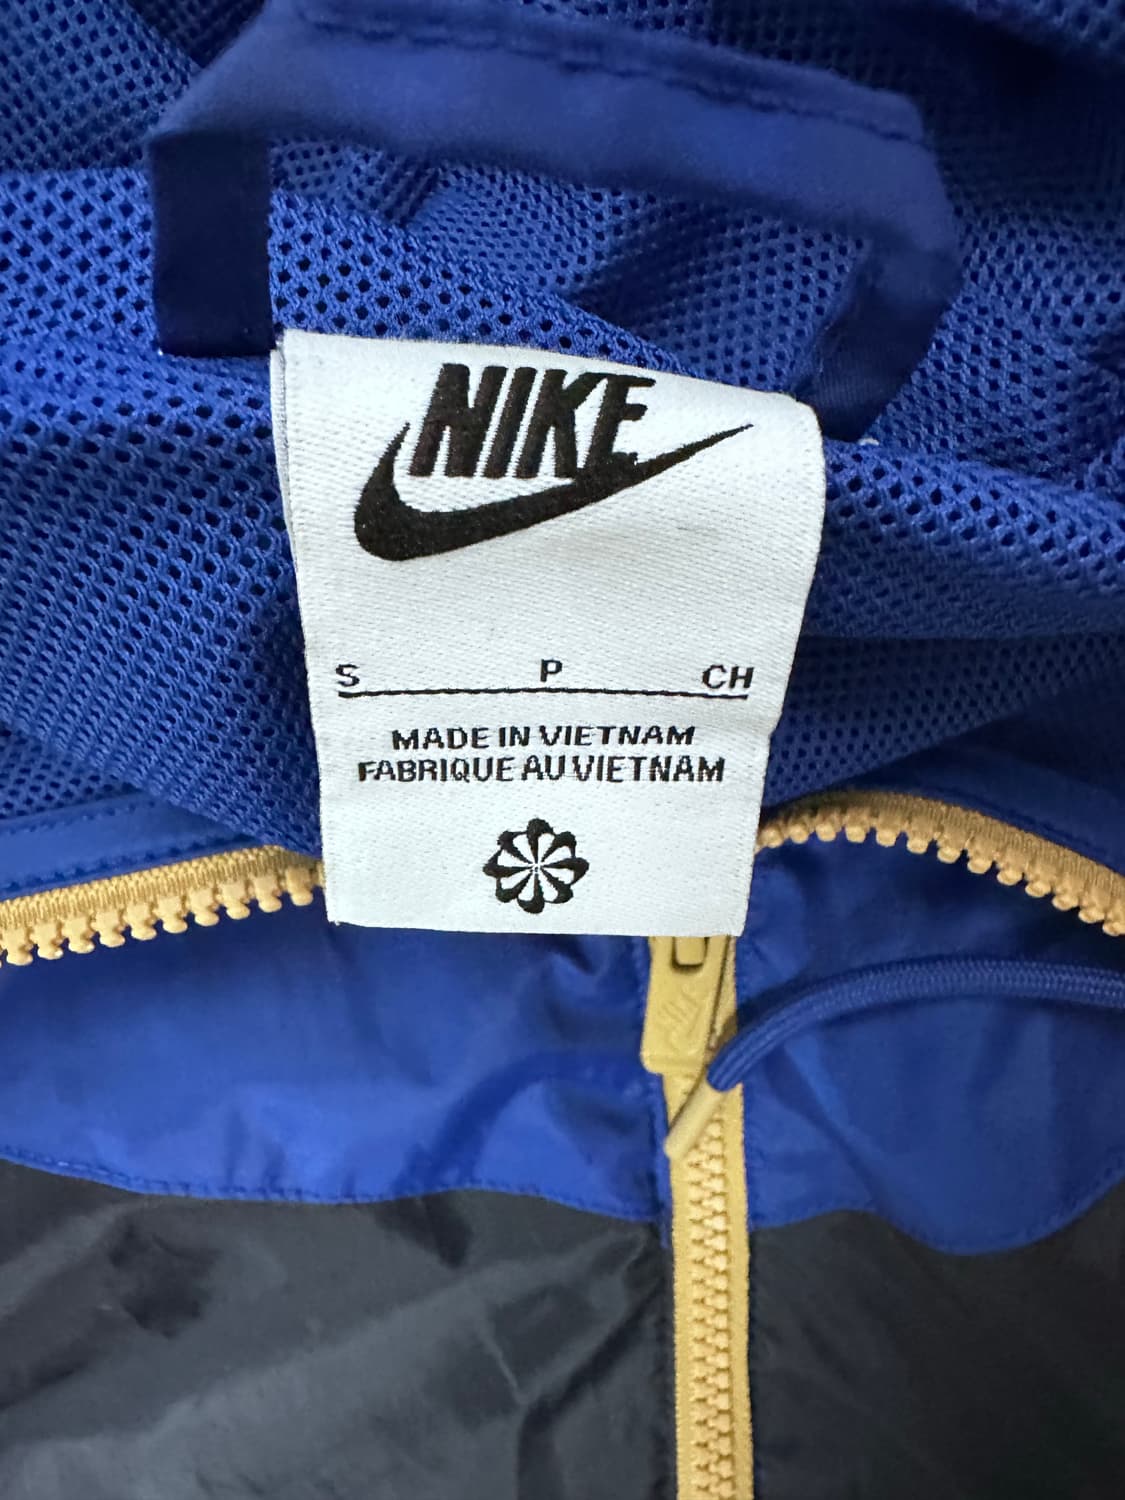 NIKE
S P CH
MADE IN VIETNAM
FABRIQUE AU VIETNAM